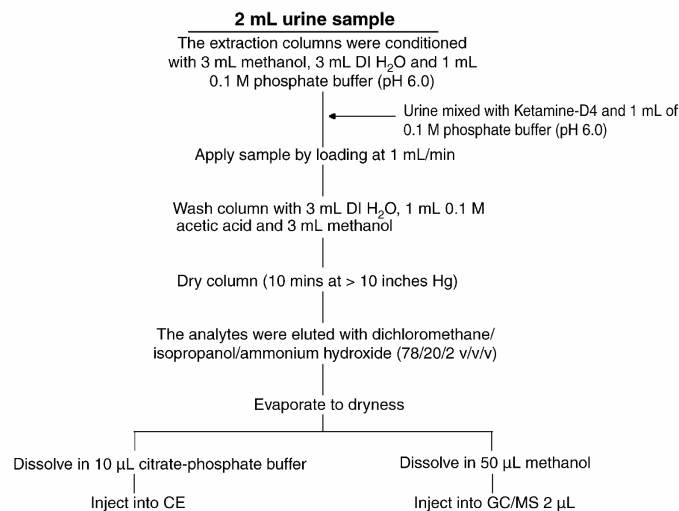 2 mL urine sample
The extraction columns were conditioned
with 3 mL methanol, 3 mL DI H₂O and 1 mL
0.1 M phosphate buffer (pH 6.0)
Urine mixed with Ketamine-D4 and 1 mL of
0.1 M phosphate buffer (pH 6.0)
Apply sample by loading at 1 mL/min
Wash column with 3 mL DI H₂O, 1 mL 0.1 M
acetic acid and 3 mL methanol
Dry column (10 mins at > 10 inches Hg)
The analytes were eluted with dichloromethane/
isopropanol/ammonium hydroxide (78/20/2 v/v/v)
Evaporate to dryness
Dissolve in 10 µL citrate-phosphate buffer
Inject into CE
Dissolve in 50 µL methanol
Inject into GC/MS 2 µL